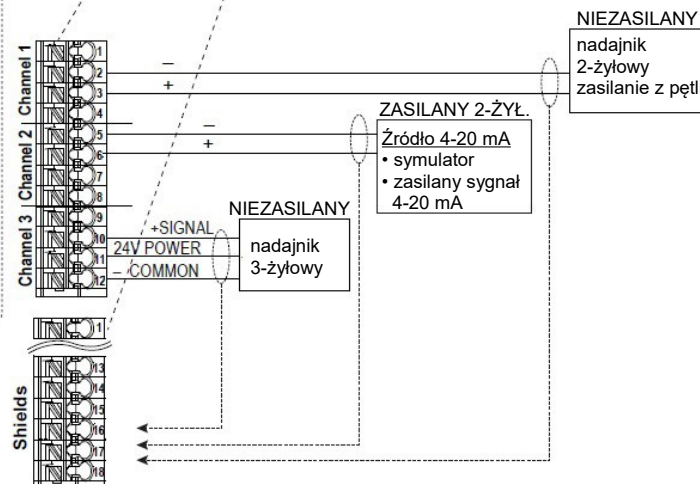 NIEZASILANY
nadajnik
2-żyłowy
zasilanie z pętl
Channel 1
1
2
3
4
–
+
ZASILANY 2-ŻYŁ.
Źródło 4-20 mA
• symulator
• zasilany sygnał
4-20 mA
Channel 2
5
6
7
8
–
+
NIEZASILANY
nadajnik
3-żyłowy
Channel 3
9
10
11
12
+SIGNAL
24V POWER
– COMMON
1
Shields
13
14
15
16
17
18